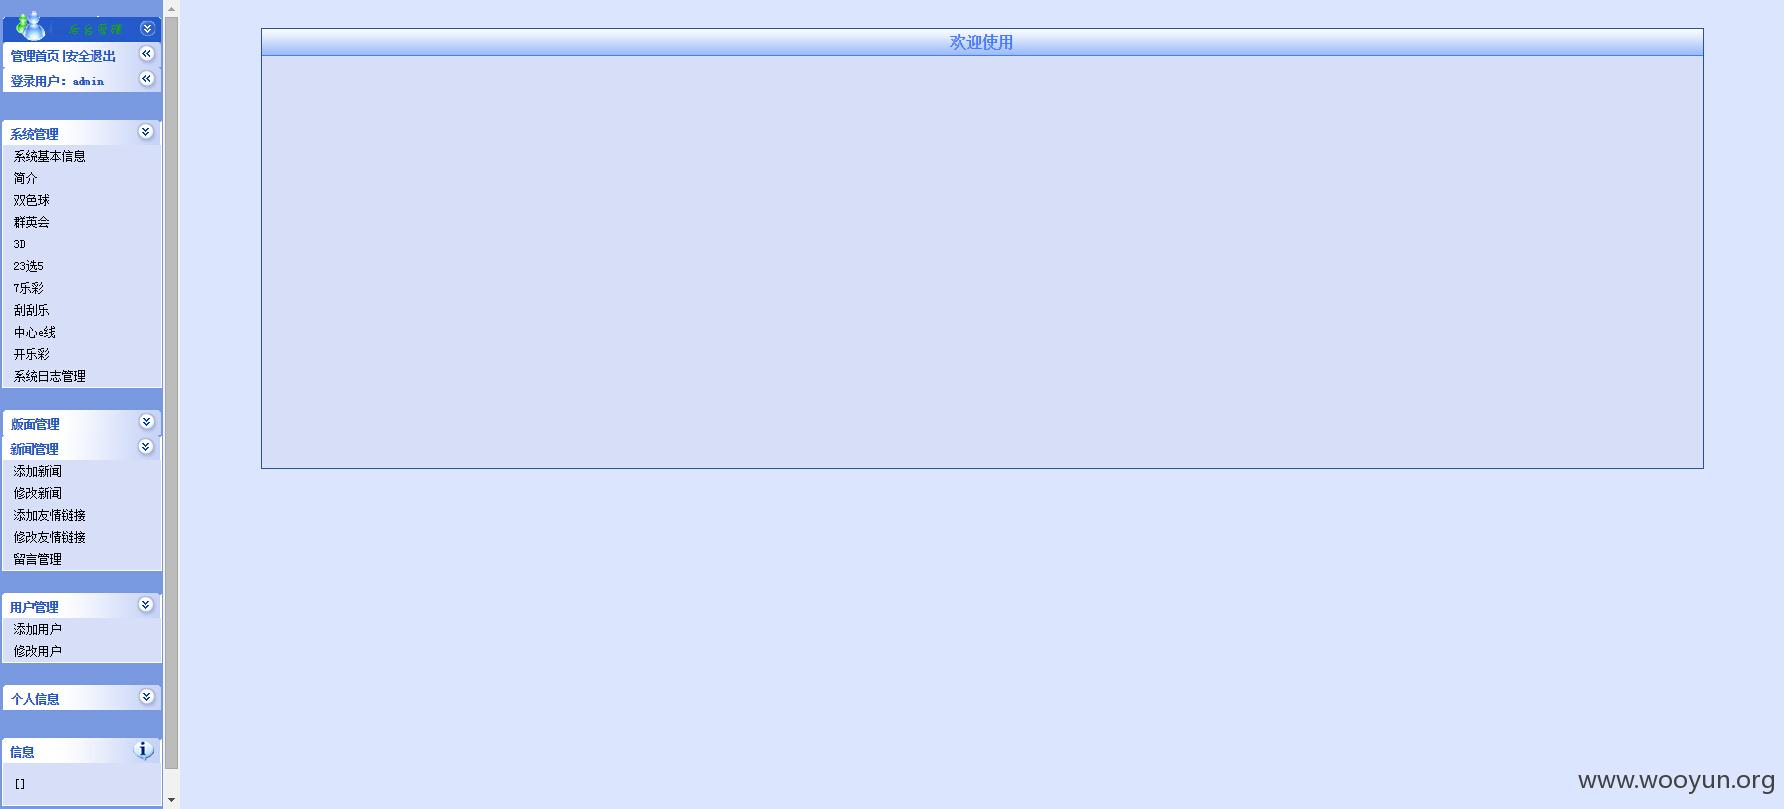 后台管理
管理首页 |安全退出
登录用户：admin
系统管理
系统基本信息
简介
双色球
群英会
3D
23选5
7乐彩
刮刮乐
中心e线
开乐彩
系统日志管理
版面管理
新闻管理
添加新闻
修改新闻
添加友情链接
修改友情链接
留言管理
用户管理
添加用户
修改用户
个人信息
信息
[]
欢迎使用
www.wooyun.org